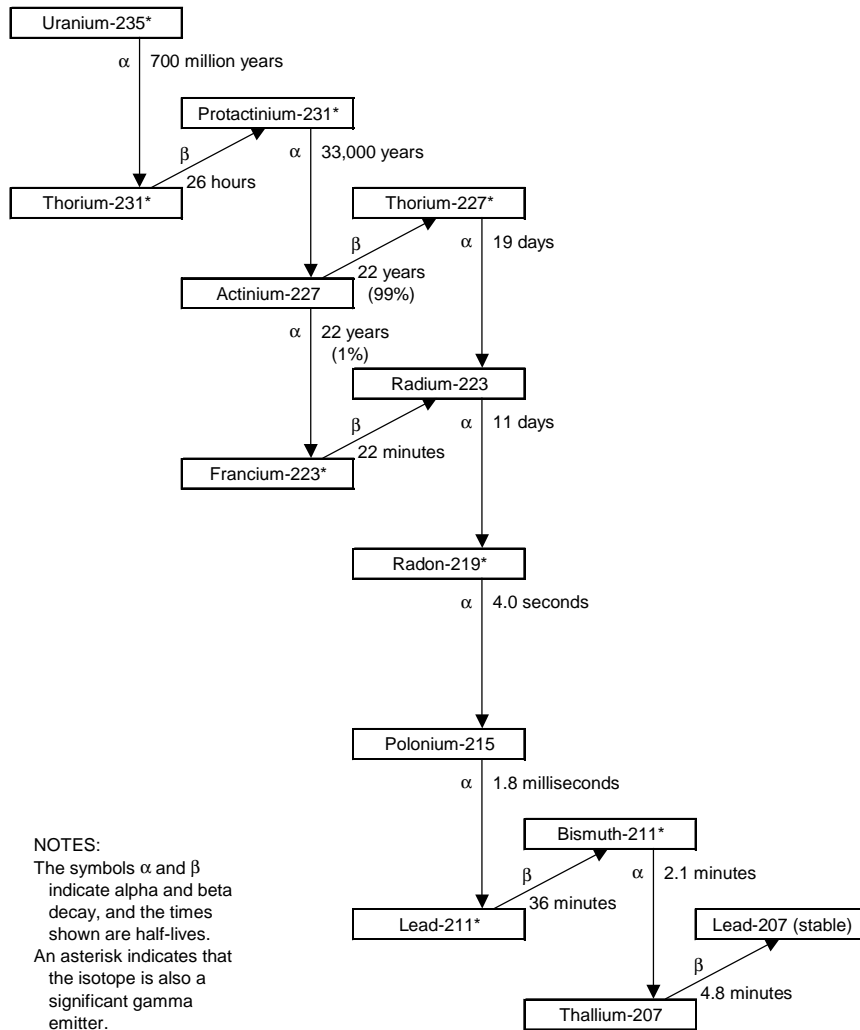 Uranium-235*
α 700 million years
Protactinium-231*
β
26 hours
α 33,000 years
Thorium-231*
Thorium-227*
β
22 years
(99%)
α 19 days
Actinium-227
α 22 years
(1%)
Radium-223
β
22 minutes
α 11 days
Francium-223*
Radon-219*
α 4.0 seconds
Polonium-215
α 1.8 milliseconds
Bismuth-211*
β
36 minutes
α 2.1 minutes
Lead-211*
Lead-207 (stable)
β
4.8 minutes
Thallium-207
NOTES:
The symbols α and β
indicate alpha and beta
decay, and the times
shown are half-lives.
An asterisk indicates that
the isotope is also a
significant gamma
emitter.